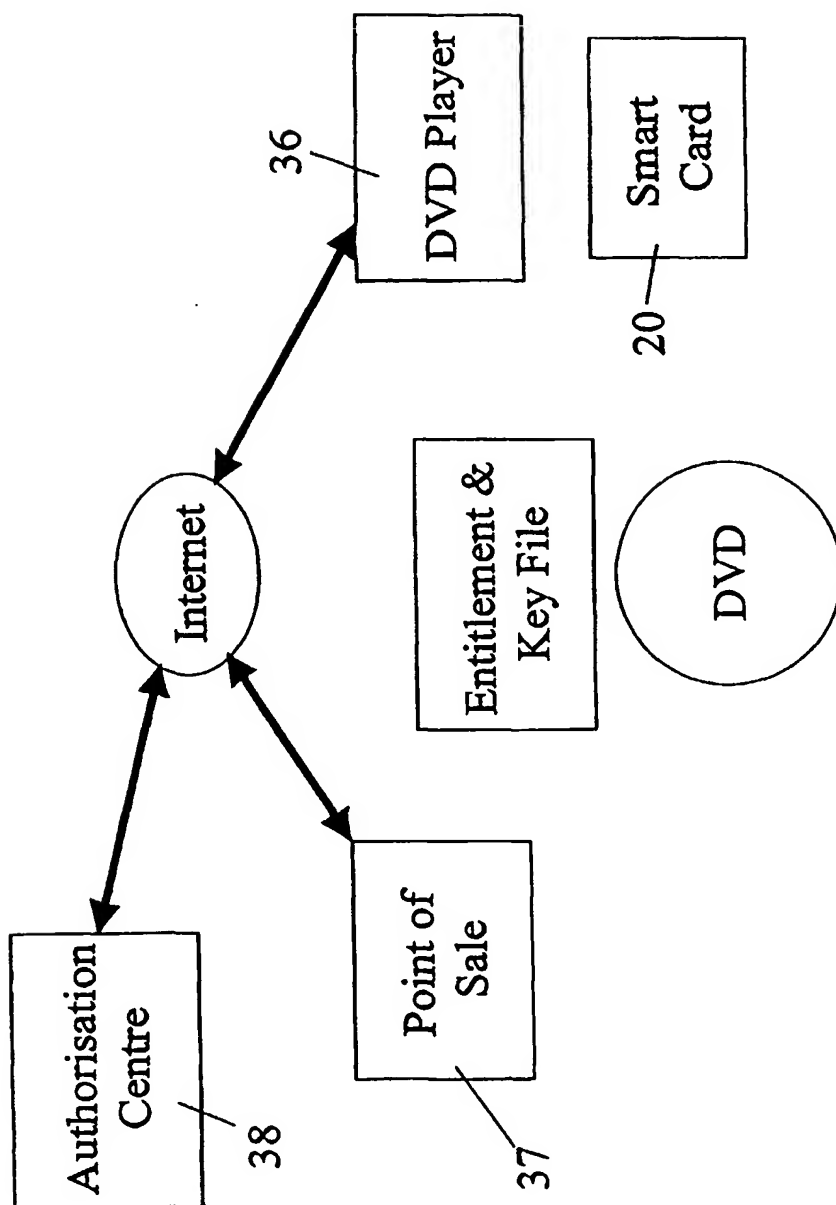 Authorisation
Centre
38
Internet
Point of
Sale
37
36
DVD Player
Entitlement &
Key File
DVD
Smart
Card
20